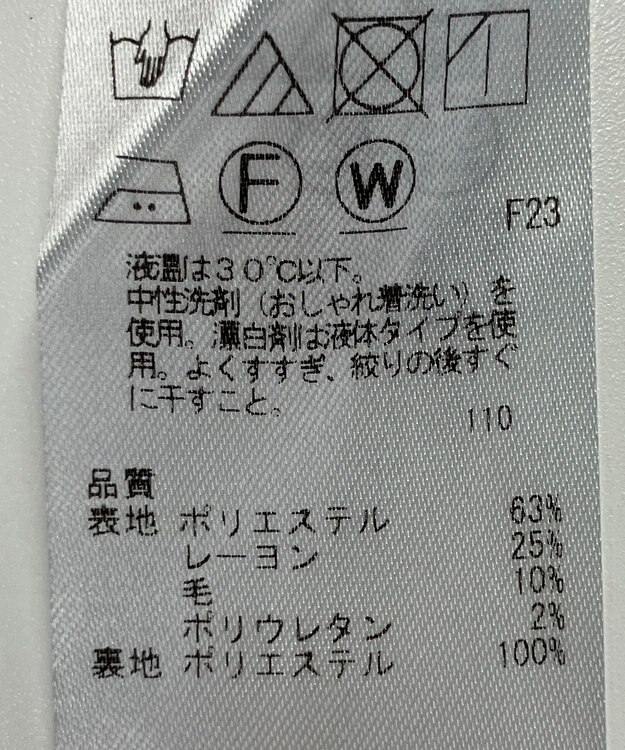 F
W
F23
液温は30℃以下。
中性洗剤(おしゃれ着洗い)を
使用。漂白剤は液体タイプを使
用。よくすすぎ、絞りの後すぐ
に干すこと。
110
品質
表地 ポリエステル 63%
レーヨン 25%
毛 10%
ポリウレタン 2%
裏地 ポリエステル 100%